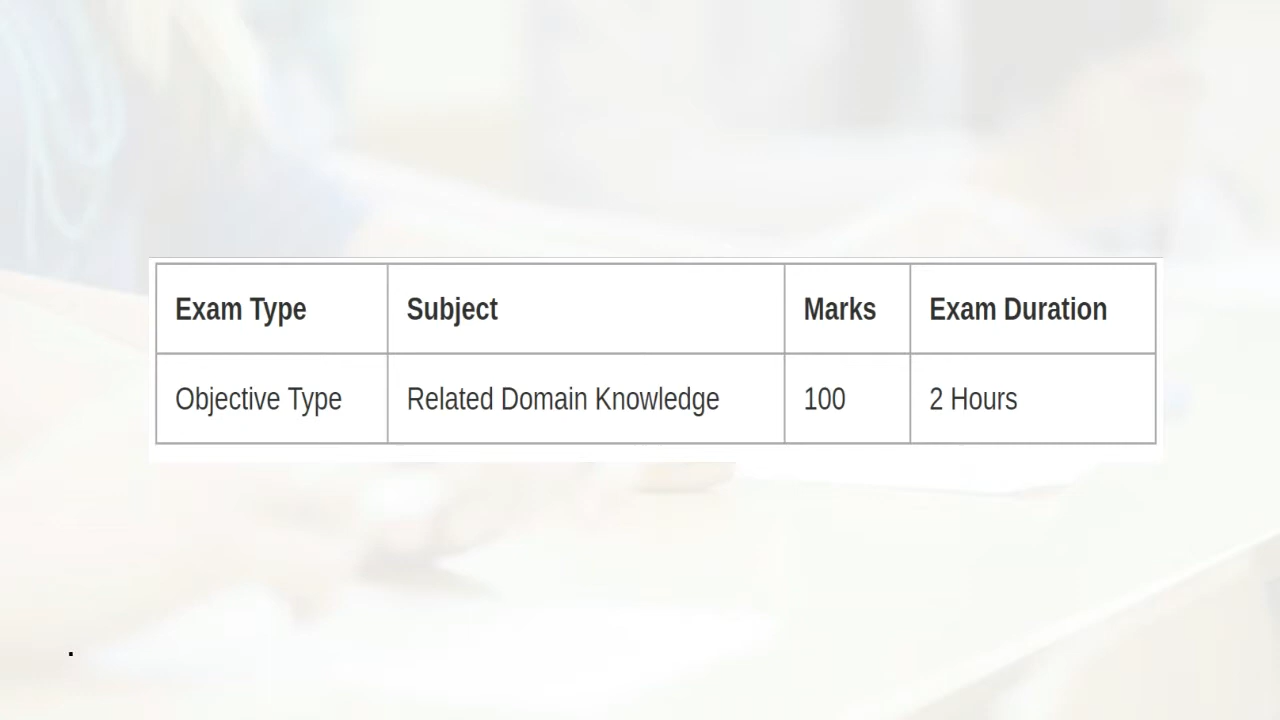 Exam Type Subject Marks Exam Duration
Objective Type Related Domain Knowledge 100 2 Hours
.